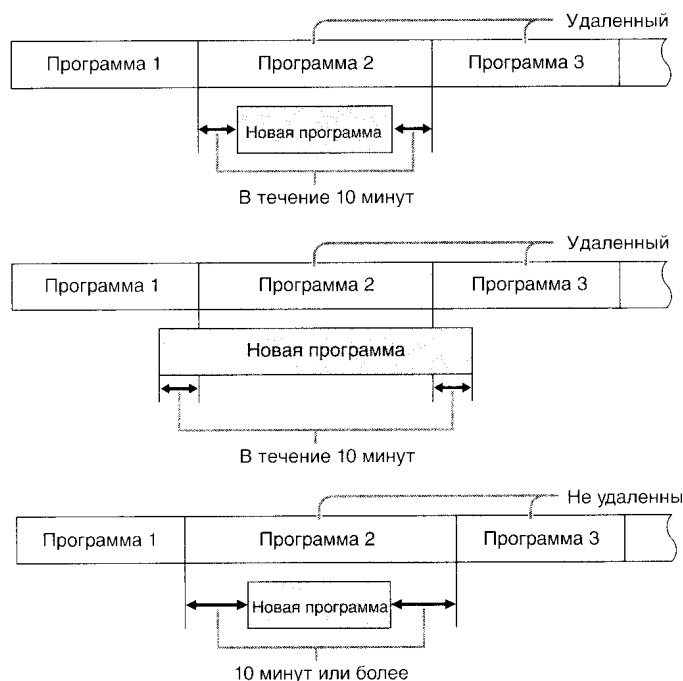 Удаленный
Программа 1 Программа 2 Программа 3
Новая программа
В течение 10 минут
Удаленный
Программа 1 Программа 2 Программа 3
Новая программа
В течение 10 минут
Не удаленны
Программа 1 Программа 2 Программа 3
Новая программа
10 минут или более